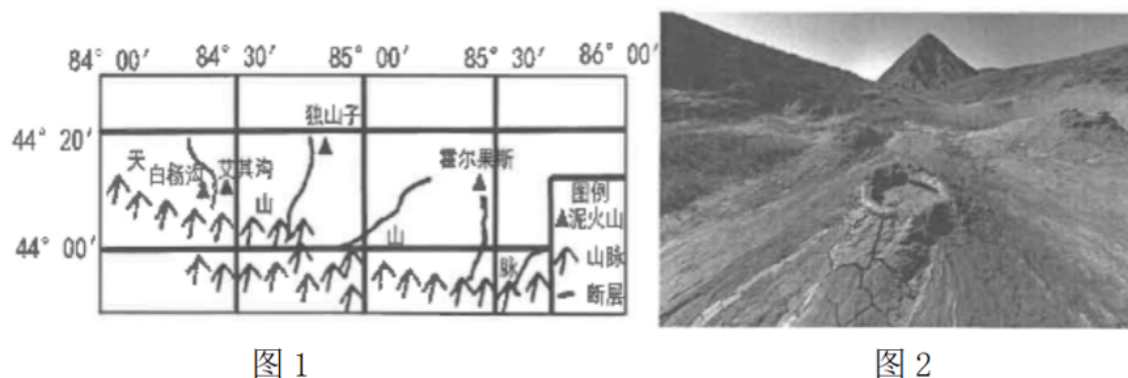 84° 00′ 84° 30′ 85° 00′ 85° 30′ 86° 00′
44° 20′
独山子
天
白杨沟
艾其沟
霍尔果斯
山
图例
▲泥火山
44° 00′
山
山脉
脉
断层
图 1
图 2